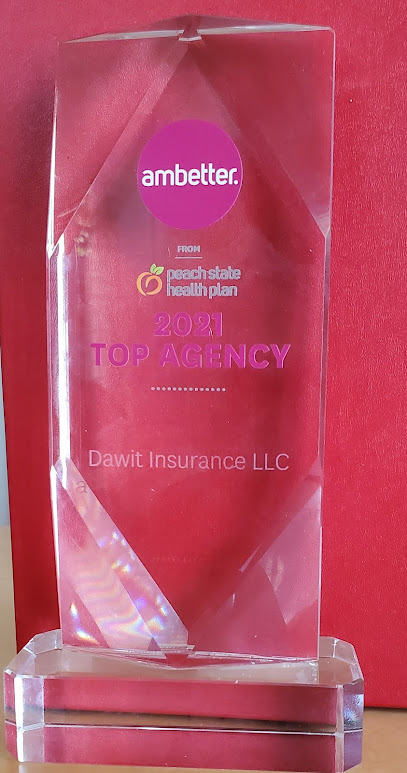 ambetter.
FROM
peach state
health plan
2021
TOP AGENCY
Dawit Insurance LLC